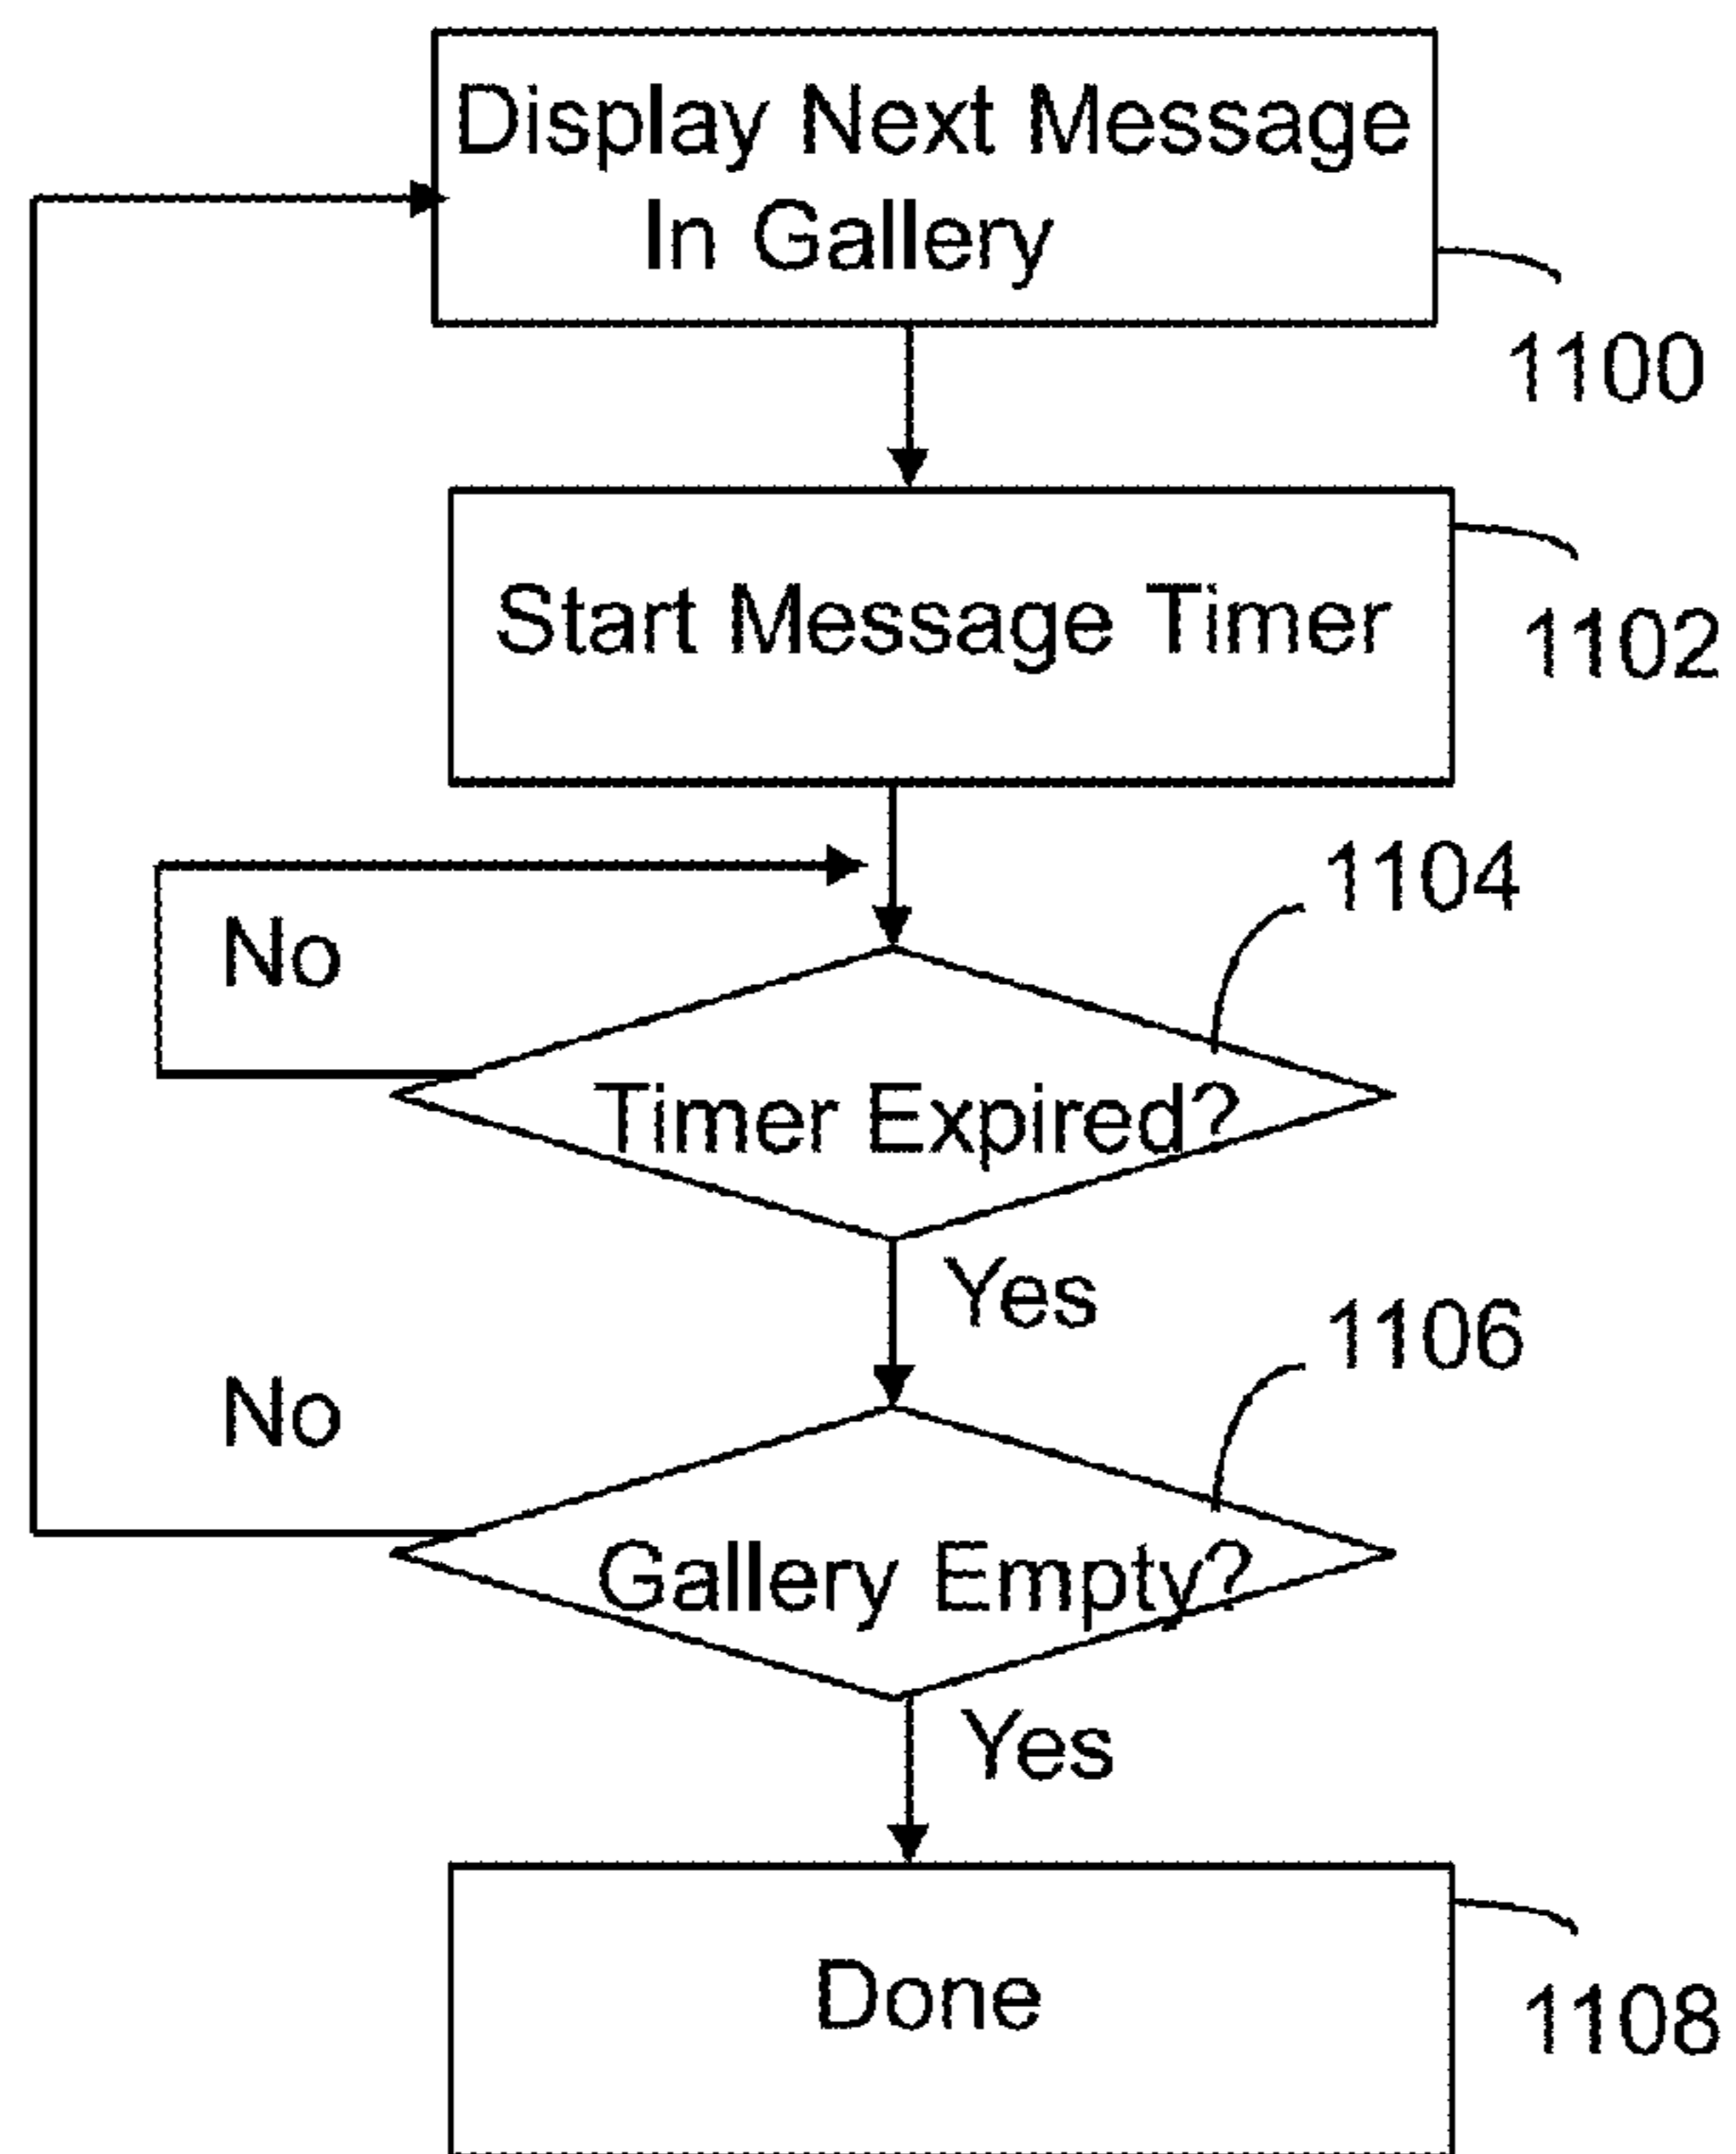 Display Next Message
In Gallery
1100
Start Message Timer
1102
1104
No
Timer Expired?
Yes
1106
No
Gallery Empty?
Yes
Done
1108